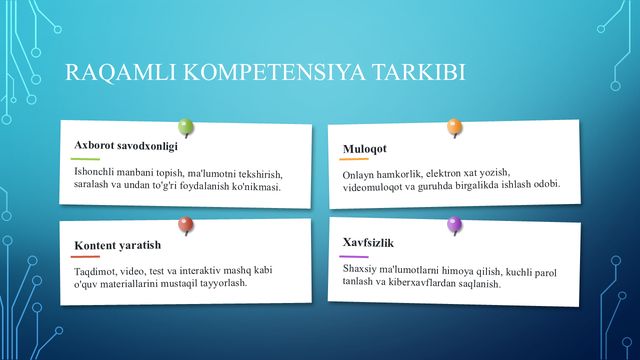 RAQAMLI KOMPETENSIYA TARKIBI
Axborot savodxonligi
Ishonchli manbani topish, ma'lumotni tekshirish,
saralash va undan to'g'ri foydalanish ko'nikmasi.
Muloqot
Onlayn hamkorlik, elektron xat yozish,
videomuloqot va guruhda birgalikda ishlash odobi.
Kontent yaratish
Taqdimot, video, test va interaktiv mashq kabi
o'quv materiallarini mustaqil tayyorlash.
Xavfsizlik
Shaxsiy ma'lumotlarni himoya qilish, kuchli parol
tanlash va kiberxavflardan saqlanish.